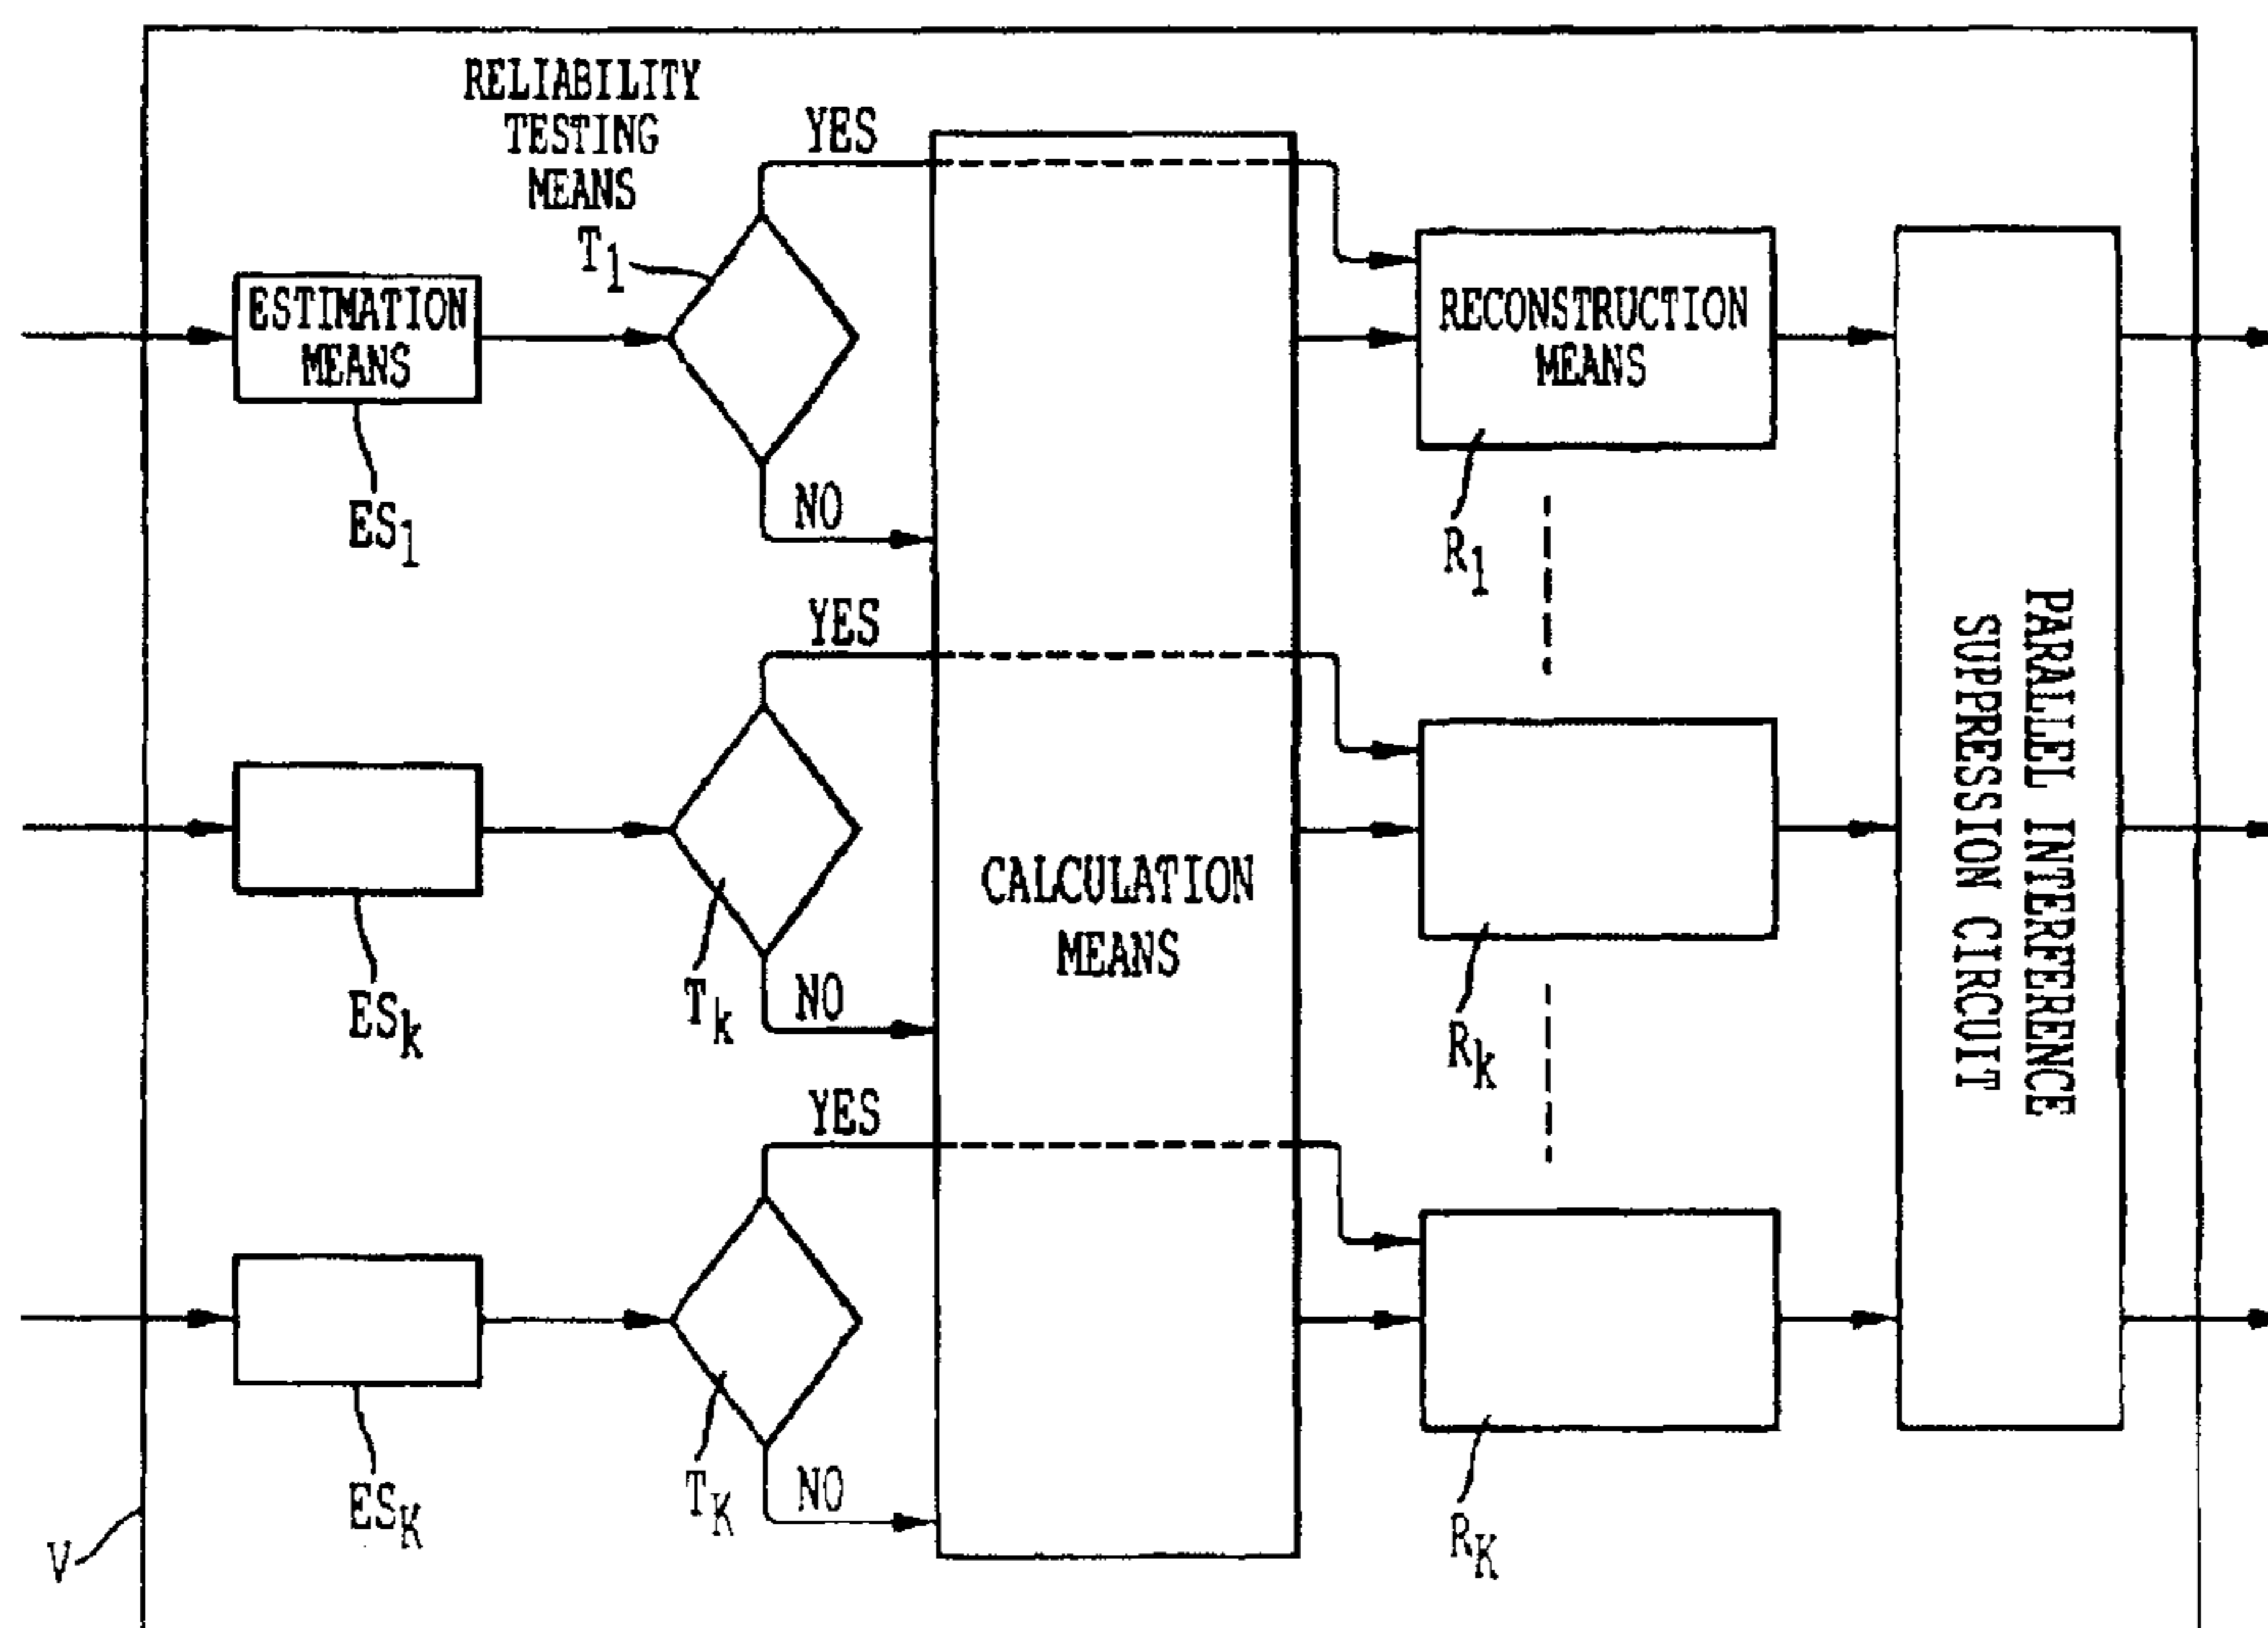 RELIABILITY
TESTING
MEANS
T1
YES
ESTIMATION
MEANS
ES1
NO
RECONSTRUCTION
MEANS
R1
YES
ESk
Tk
NO
CALCULATION
MEANS
Rk
PARALLEL INTERFERENCE
SUPPRESSION CIRCUIT
YES
ESK
TK
NO
RK
V